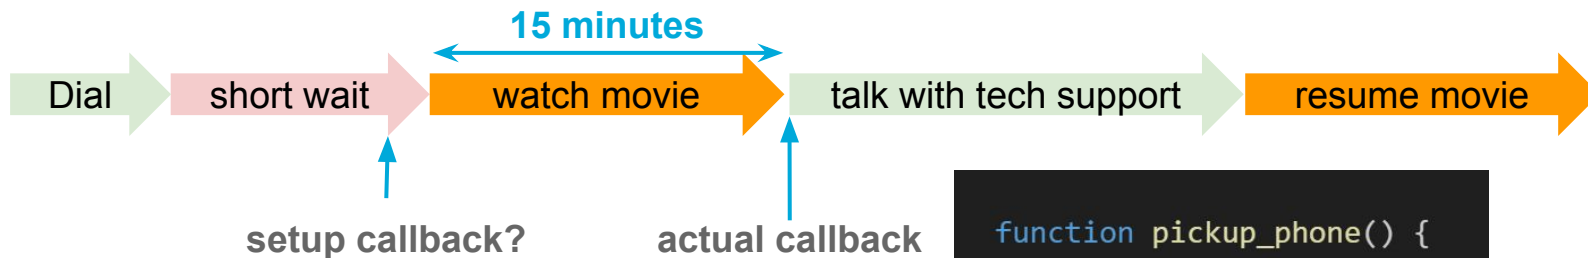 15 minutes
Dial short wait watch movie talk with tech support resume movie
setup callback? actual callback
function pickup_phone() {